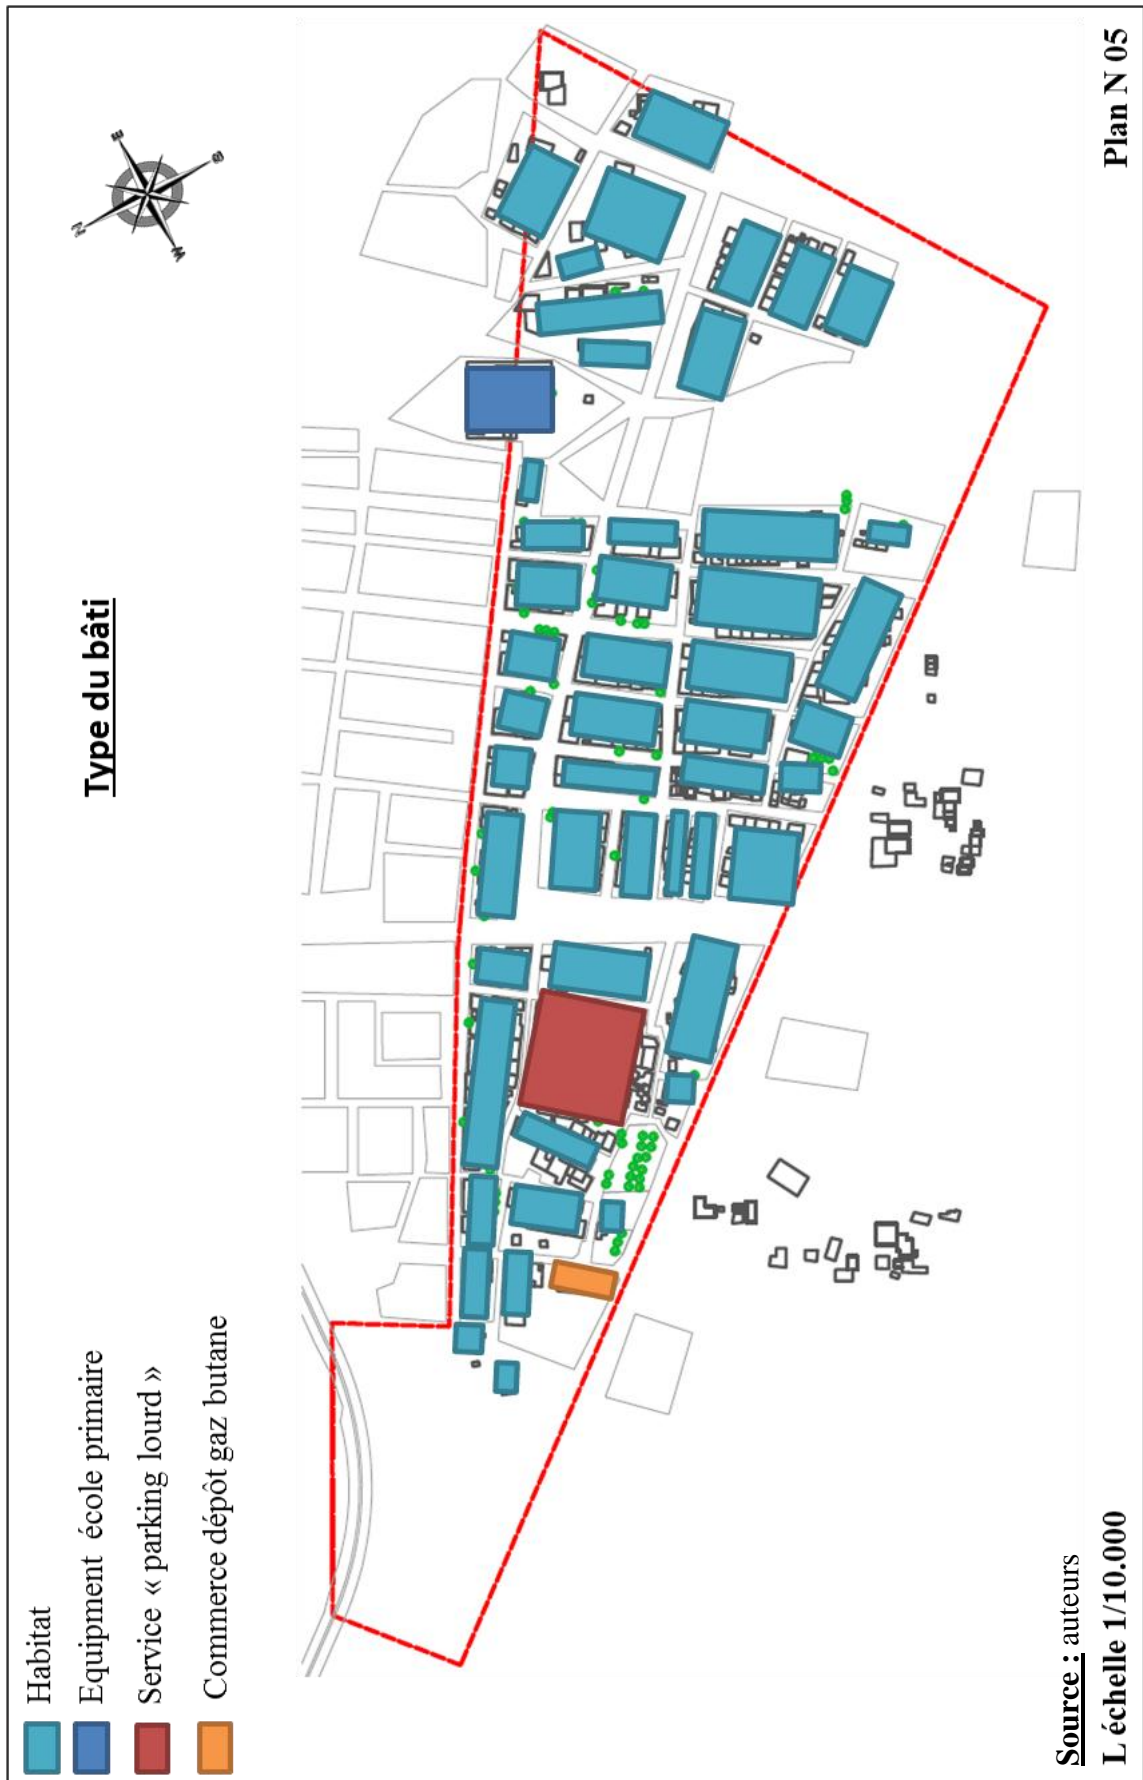 Type du bâti
N
E
S
W
Habitat
Equipment école primaire
Service « parking lourd »
Commerce dépôt gaz butane
Source : auteurs
L échelle 1/10.000
Plan N 05